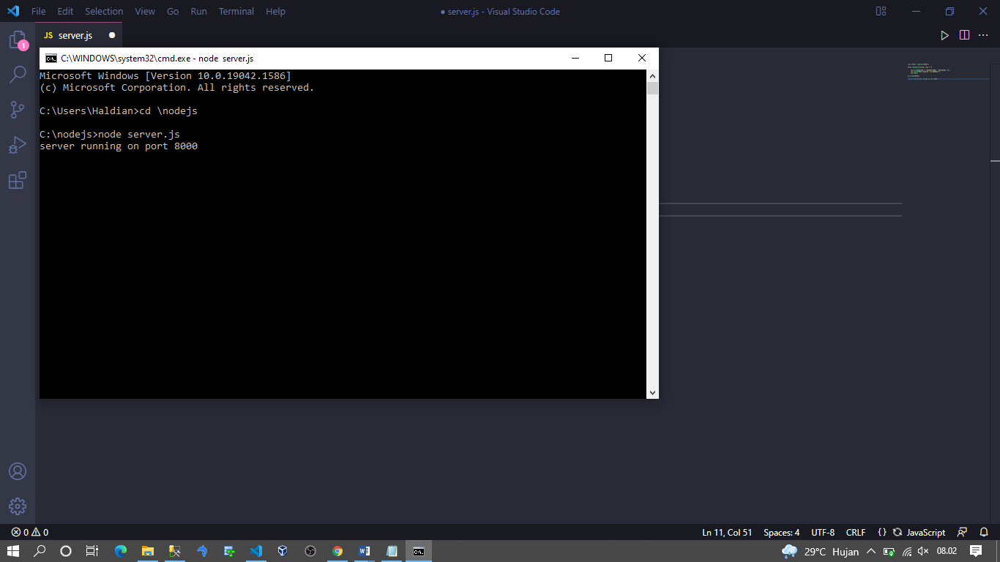 File Edit Selection View Go Run Terminal Help
● server.js - Visual Studio Code
JS server.js
1
C:\WINDOWS\system32\cmd.exe - node  server.js
Microsoft Windows [Version 10.0.19042.1586]
(c) Microsoft Corporation. All rights reserved.
C:\Users\Haldian>cd \nodejs
C:\nodejs>node server.js
server running on port 8000
0 0
Ln 11, Col 51 Spaces: 4 UTF-8 CRLF {} JavaScript
29°C Hujan 08.02